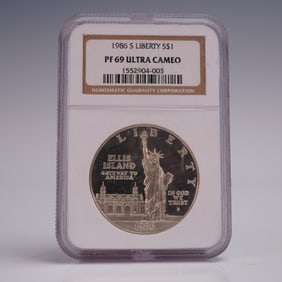 1986 S LIBERTY S$1
PF 69 ULTRA CAMEO
1552904-003
NUMISMATIC GUARANTY CORPORATION
LIBERTY
ELLIS
ISLAND
GATEWAY TO
AMERICA
IN GOD
WE
TRUST
S
1986